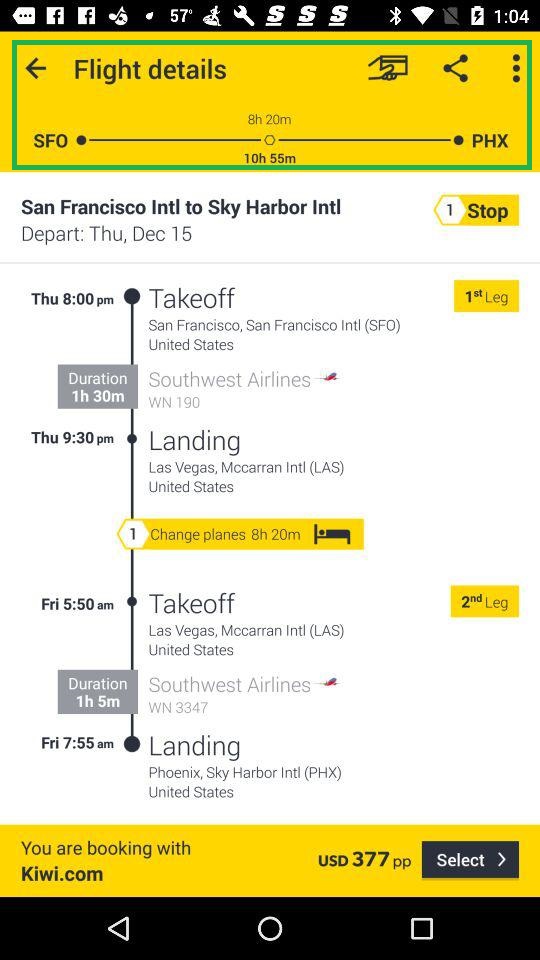 57°
1:04
Flight details
8h 20m
SFO
PHX
10h 55m
San Francisco Intl to Sky Harbor Intl
1 Stop
Depart: Thu, Dec 15
Thu 8:00 pm
Takeoff
1st Leg
San Francisco, San Francisco Intl (SFO)
United States
Duration
1h 30m
Southwest Airlines
WN 190
Thu 9:30 pm
Landing
Las Vegas, Mccarran Intl (LAS)
United States
1 Change planes 8h 20m
Fri 5:50 am
Takeoff
2nd Leg
Las Vegas, Mccarran Intl (LAS)
United States
Duration
1h 5m
Southwest Airlines
WN 3347
Fri 7:55 am
Landing
Phoenix, Sky Harbor Intl (PHX)
United States
You are booking with
Kiwi.com
USD 377 pp
Select